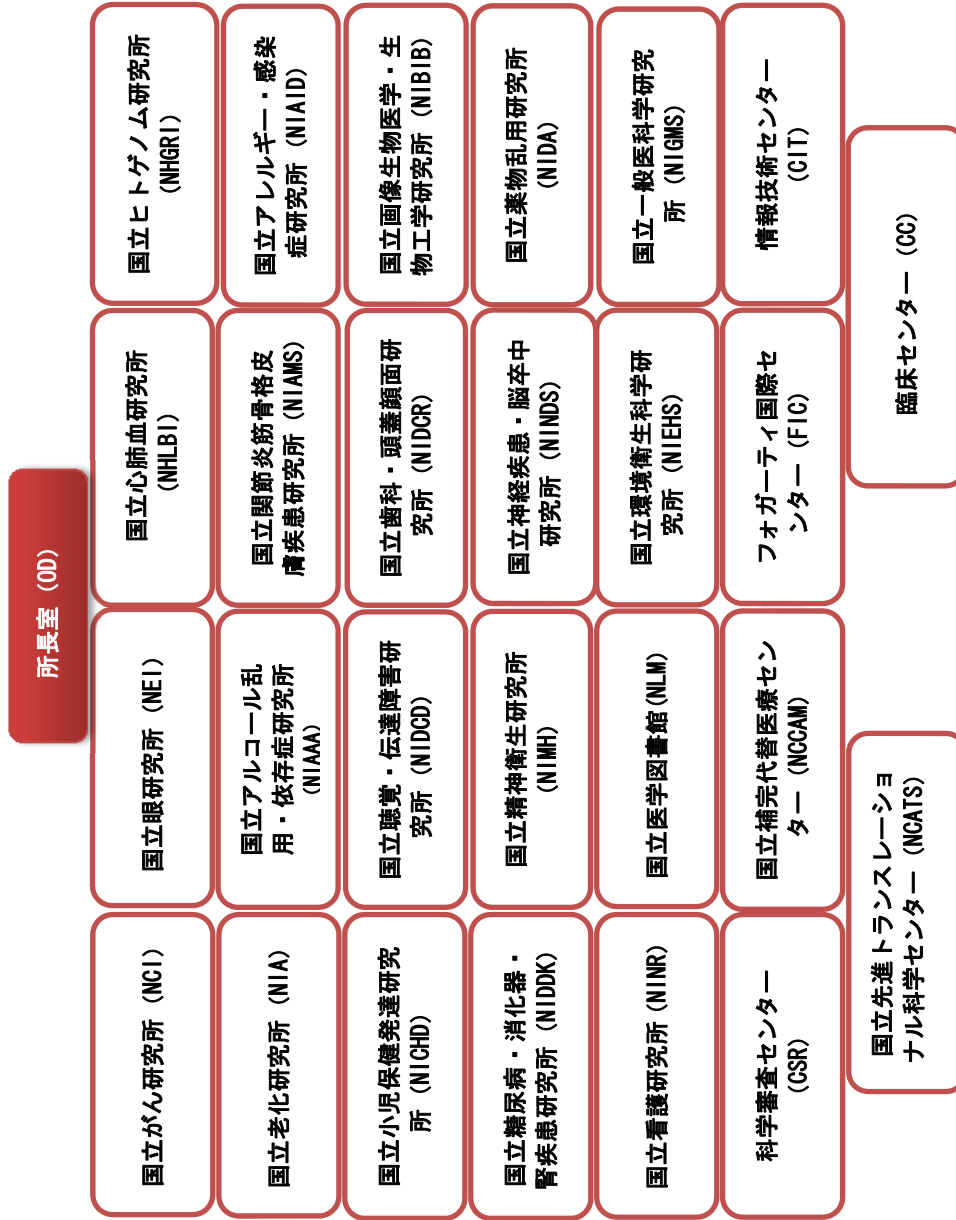 所長室 (OD)
国立がん研究所 (NCI)
国立眼研究所 (NEI)
国立心肺血研究所
(NHLBI)
国立ヒトゲノム研究所
(NHGRI)
国立老化研究所 (NIA)
国立アルコール乱
用・依存症研究所
(NIAAA)
国立関節炎筋骨格皮
膚疾患研究所 (NIAMS)
国立アレルギー・感染
症研究所 (NIAID)
国立小児保健発達研究
所 (NICHD)
国立聴覚・伝達障害研
究所 (NIDCD)
国立歯科・頭蓋顔面研
究所 (NIDCR)
国立画像生物医学・生
物工学研究所 (NIBIB)
国立糖尿病・消化器・
腎疾患研究所 (NIDDK)
国立精神衛生研究所
(NIMH)
国立神経疾患・脳卒中
研究所 (NINDS)
国立薬物乱用研究所
(NIDA)
国立看護研究所 (NINR)
国立医学図書館(NLM)
国立環境衛生科学研
究所 (NIEHS)
国立一般医科学研究
所 (NIGMS)
科学審査センター
(CSR)
国立補完代替医療セン
ター (NCCAM)
フォガーティ国際セ
ンター (FIC)
情報技術センター
(CIT)
国立先進トランスレーショ
ナル科学センター (NCATS)
臨床センター (CC)